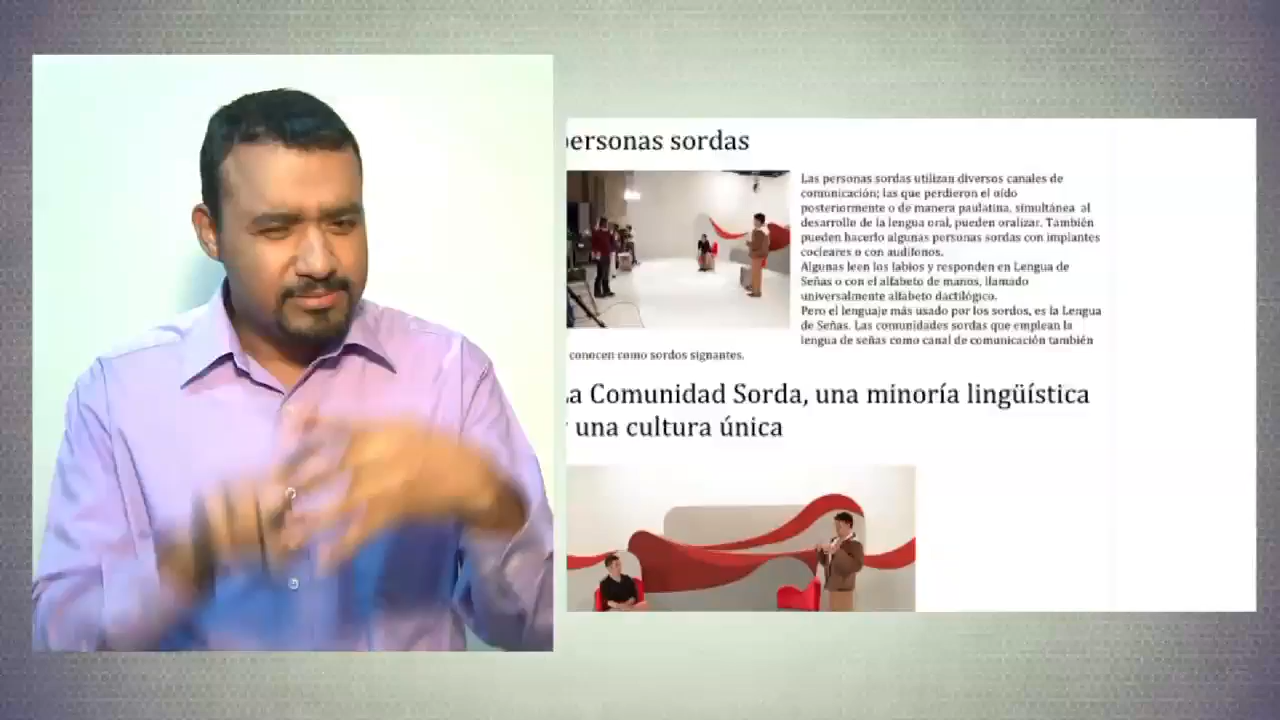 personas sordas
Las personas sordas utilizan diversos canales de
comunicación; las que perdieron el oído
posteriormente o de manera paulatina, simultánea al
desarrollo de la lengua oral, pueden oralizar. También
pueden hacerlo algunas personas sordas con implantes
cocleares o con audífonos.
Algunas leen los labios y responden en Lengua de
Señas o con el alfabeto de manos, llamado
universalmente alfabeto dactilógico.
Pero el lenguaje más usado por los sordos, es la Lengua
de Señas. Las comunidades sordas que emplean la
lengua de señas como canal de comunicación también
conocen como sordos signantes.
La Comunidad Sorda, una minoría lingüística
una cultura única